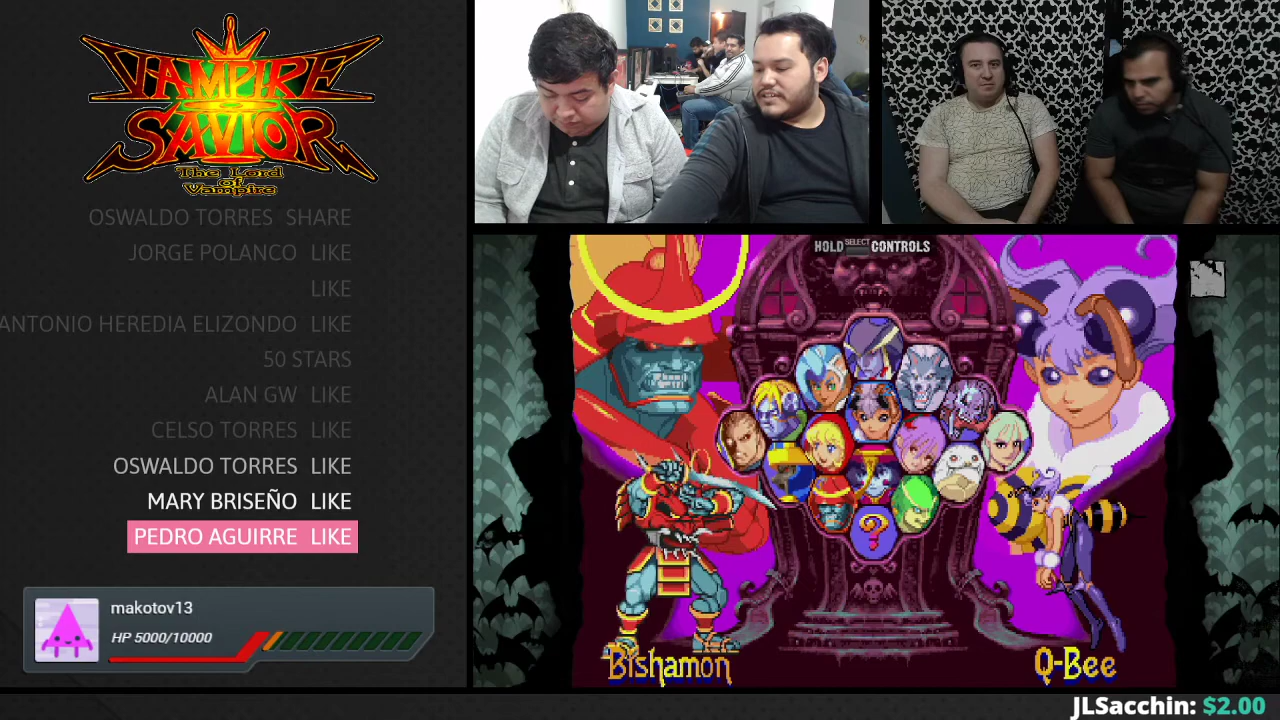 VAMPIRE
SAVIOR
The Lord
of
Vampire
OSWALDO TORRES SHARE
JORGE POLANCO LIKE
LIKE
ANTONIO HEREDIA ELIZONDO LIKE
50 STARS
ALAN GW LIKE
CELSO TORRES LIKE
OSWALDO TORRES LIKE
MARY BRISEÑO LIKE
PEDRO AGUIRRE LIKE
makotov13
HP 5000/10000
HOLD SELECT CONTROLS
?
Bishamon
Q-Bee
JLSacchin: $2.00